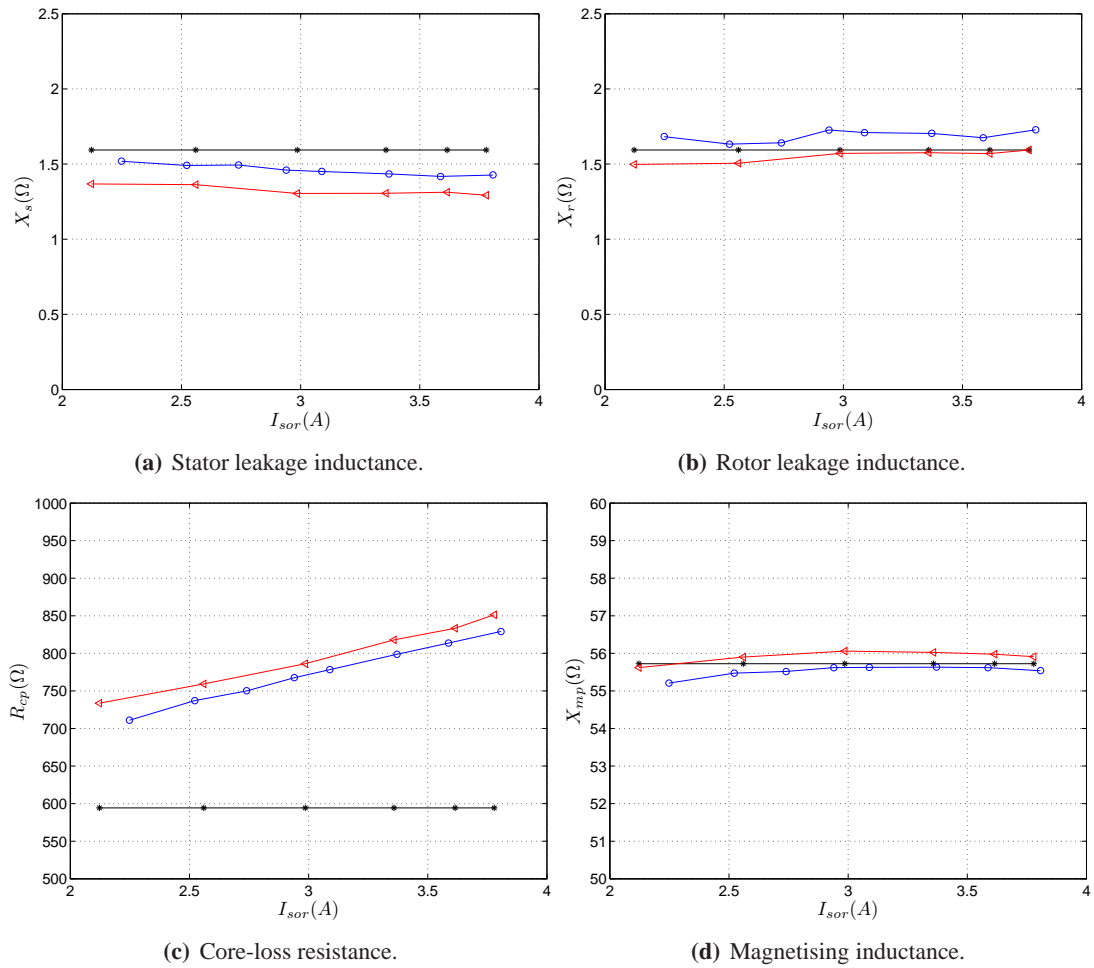 2.5
2
1.5
1
0.5
0
X_s(Ω)
2 2.5 3 3.5 4
I_sor(A)
(a) Stator leakage inductance.
2.5
2
1.5
1
0.5
0
X_r(Ω)
2 2.5 3 3.5 4
I_sor(A)
(b) Rotor leakage inductance.
1000
950
900
850
800
750
700
650
600
550
500
R_cp(Ω)
2 2.5 3 3.5 4
I_sor(A)
(c) Core-loss resistance.
60
59
58
57
56
55
54
53
52
51
50
X_mp(Ω)
2 2.5 3 3.5 4
I_sor(A)
(d) Magnetising inductance.